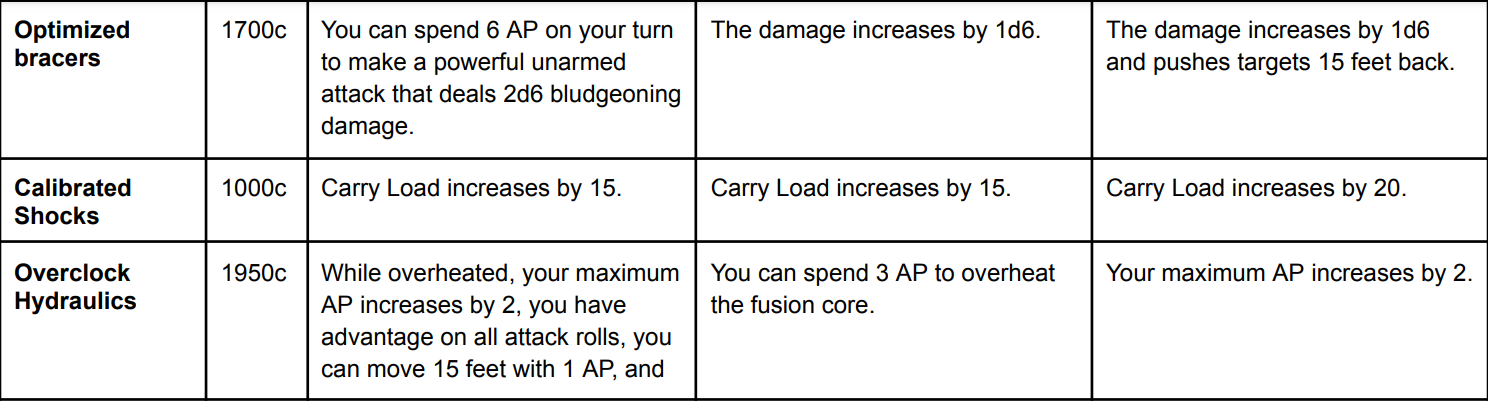 Optimized bracers
1700c
You can spend 6 AP on your turn
to make a powerful unarmed
attack that deals 2d6 bludgeoning
damage.
The damage increases by 1d6.
The damage increases by 1d6
and pushes targets 15 feet back.
Calibrated
Shocks
1000c
Carry Load increases by 15.
Carry Load increases by 15.
Carry Load increases by 20.
Overclock
Hydraulics
1950c
While overheated, your maximum
AP increases by 2, you have
advantage on all attack rolls, you
can move 15 feet with 1 AP, and
You can spend 3 AP to overheat
the fusion core.
Your maximum AP increases by 2.